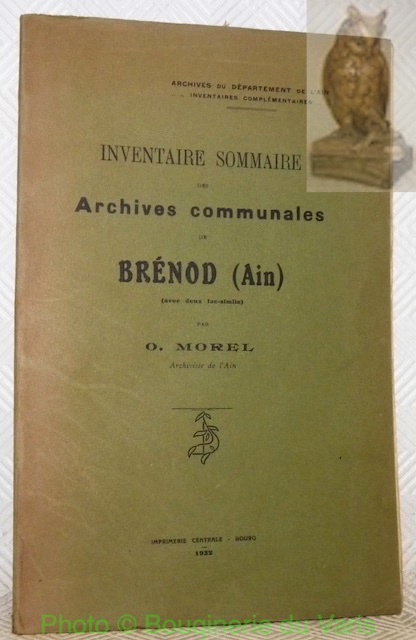 ARCHIVES DU DÉPARTEMENT DE L'AIN
INVENTAIRES COMPLÉMENTAIRES
INVENTAIRE SOMMAIRE
DES
Archives communales
DE
BRÉNOD (Ain)
(avec deux fac-similés)
PAR
O. MOREL
Archiviste de l'Ain
IMPRIMERIE CENTRALE - BOURG
1932
Photo © Bouquinerie du Varis